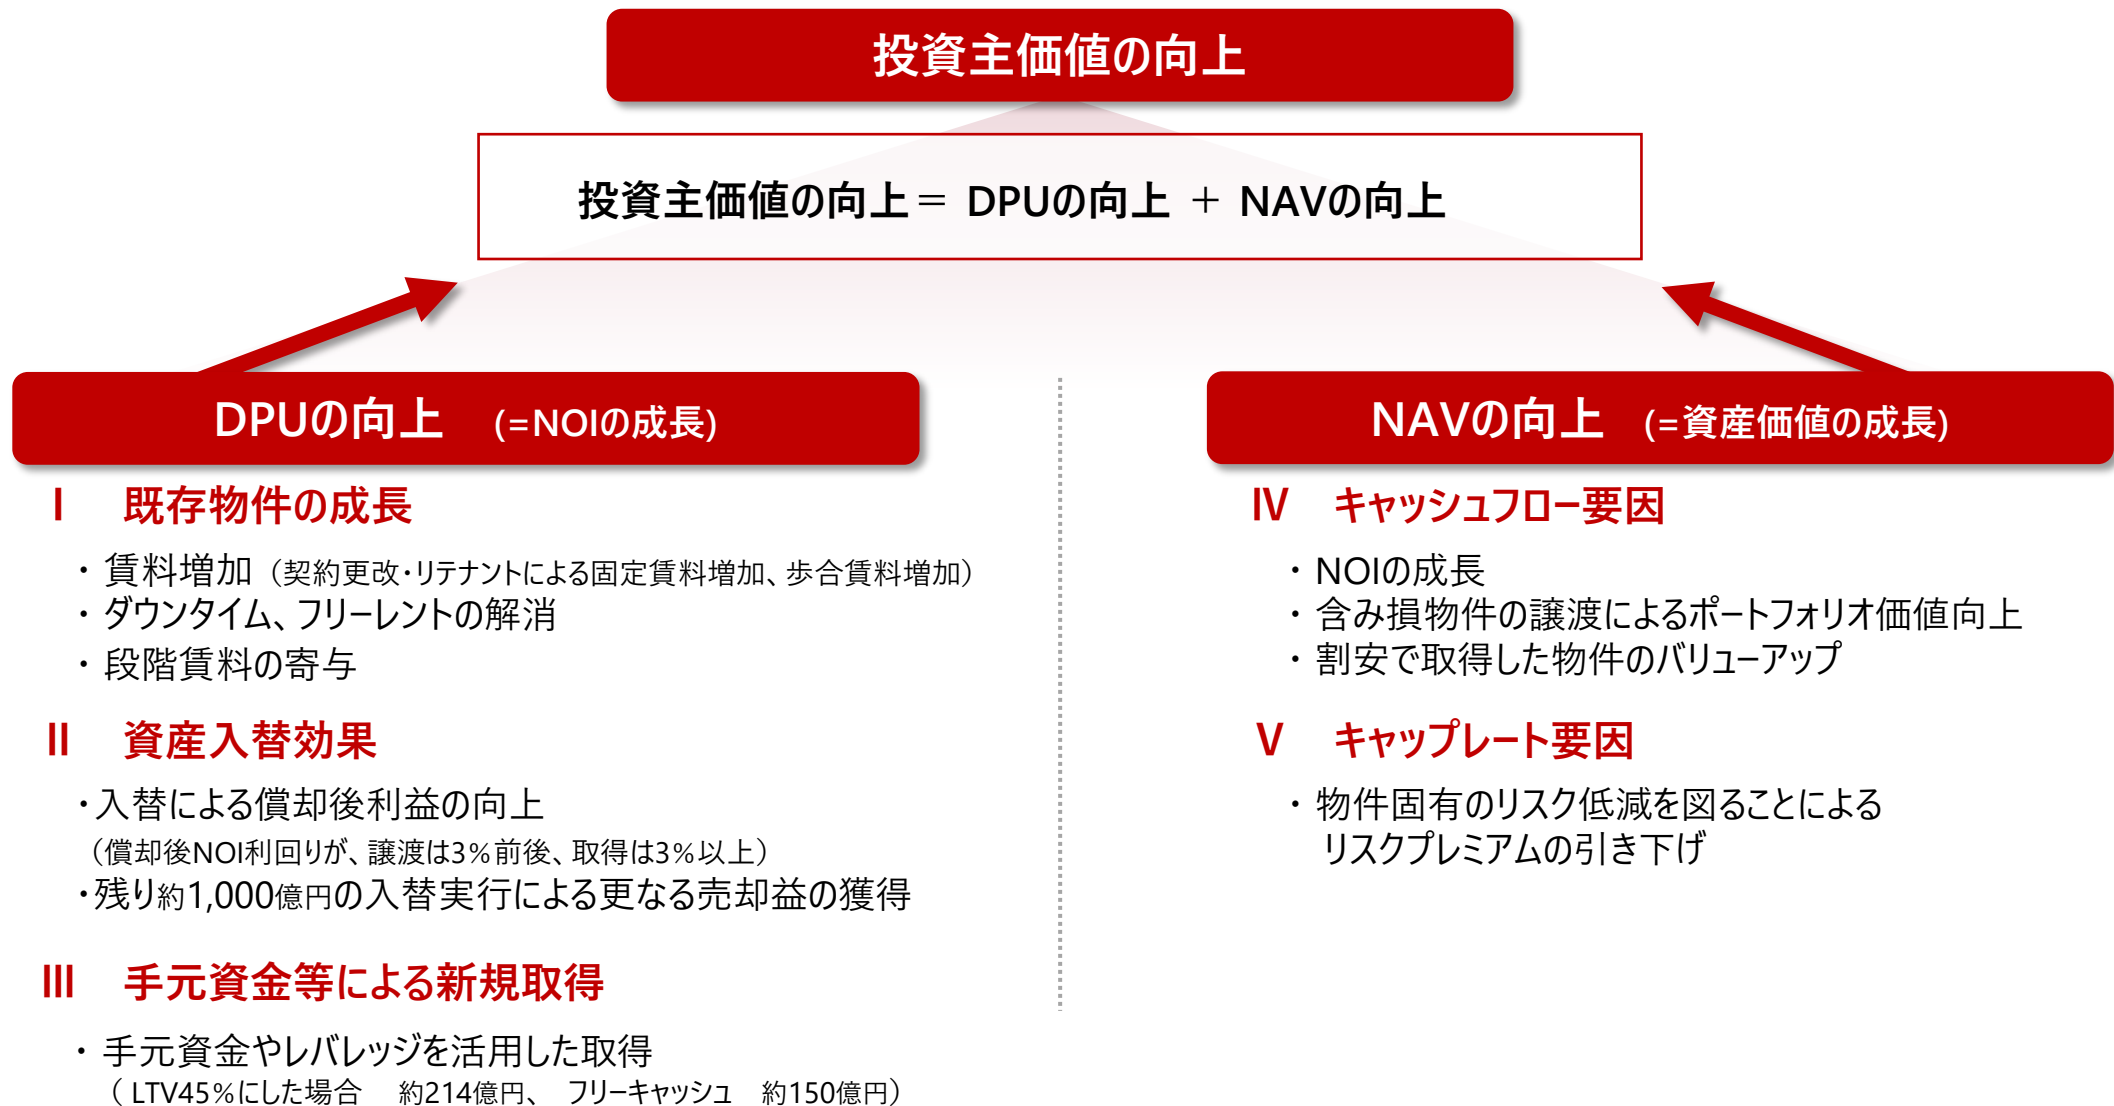 投資主価値の向上
投資主価値の向上＝ DPUの向上 ＋ NAVの向上
DPUの向上 (=NOIの成長)
Ⅰ 既存物件の成長
・ 賃料増加（契約更改・リテナントによる固定賃料増加、歩合賃料増加）
・ ダウンタイム、フリーレントの解消
・ 段階賃料の寄与
Ⅱ 資産入替効果
・入替による償却後利益の向上
（償却後NOI利回りが、譲渡は3％前後、取得は3％以上）
・残り約1,000億円の入替実行による更なる売却益の獲得
Ⅲ 手元資金等による新規取得
・ 手元資金やレバレッジを活用した取得
（ LTV45％にした場合 約214億円、 フリーキャッシュ 約150億円）
NAVの向上 (=資産価値の成長)
Ⅳ キャッシュフロー要因
・ NOIの成長
・ 含み損物件の譲渡によるポートフォリオ価値向上
・ 割安で取得した物件のバリューアップ
Ⅴ キャップレート要因
・ 物件固有のリスク低減を図ることによる
リスクプレミアムの引き下げ